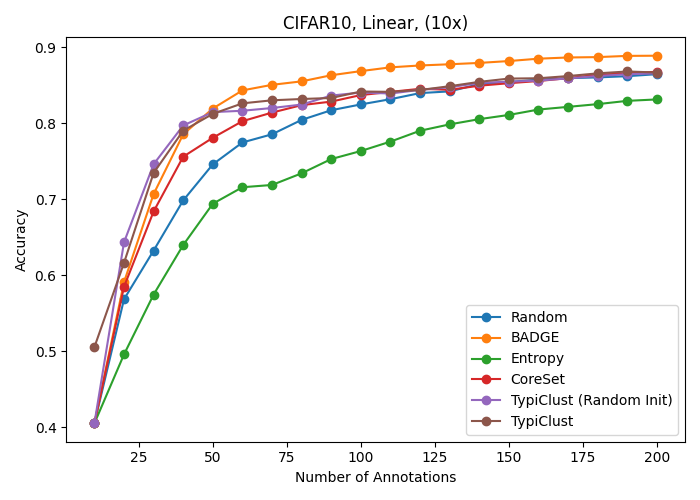 CIFAR10, Linear, (10x)
Accuracy
0.9
0.8
0.7
0.6
0.5
0.4
25
50
75
100
125
150
175
200
Number of Annotations
Random
BADGE
Entropy
CoreSet
TypiClust (Random Init)
TypiClust